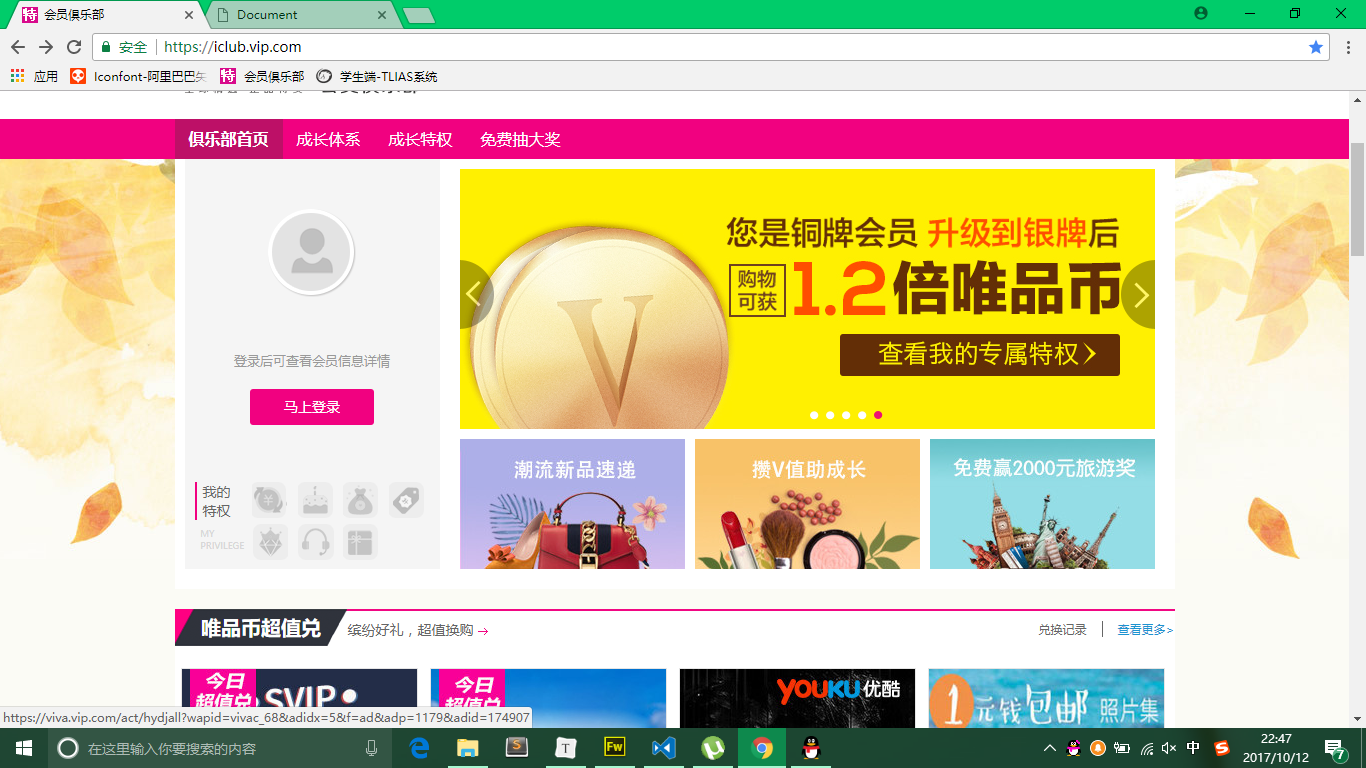 特 会员俱乐部
Document
安全
https://iclub.vip.com
应用
Iconfont-阿里巴巴矢
特 会员俱乐部
学生端-TLIAS系统
会员俱乐部
俱乐部首页
成长体系
成长特权
免费抽大奖
登录后可查看会员信息详情
马上登录
我的
特权
MY
PRIVILEGE
您是铜牌会员 升级到银牌后
购物
可获
1.2倍唯品币
查看我的专属特权
V
潮流新品速递
攒V值助成长
免费赢2000元旅游奖
唯品币超值兑
缤纷好礼，超值换购→
兑换记录
查看更多>
今日
超值兑
SVIP
今日
超值兑
YOUKU 优酷
1元钱包邮 照片集
https://viva.vip.com/act/hydjall?wapid=vivac_68&adidx=5&f=ad&adp=1179&adid=174907
在这里输入你要搜索的内容
S
T
Fw
中
S
22:47
2017/10/12
7